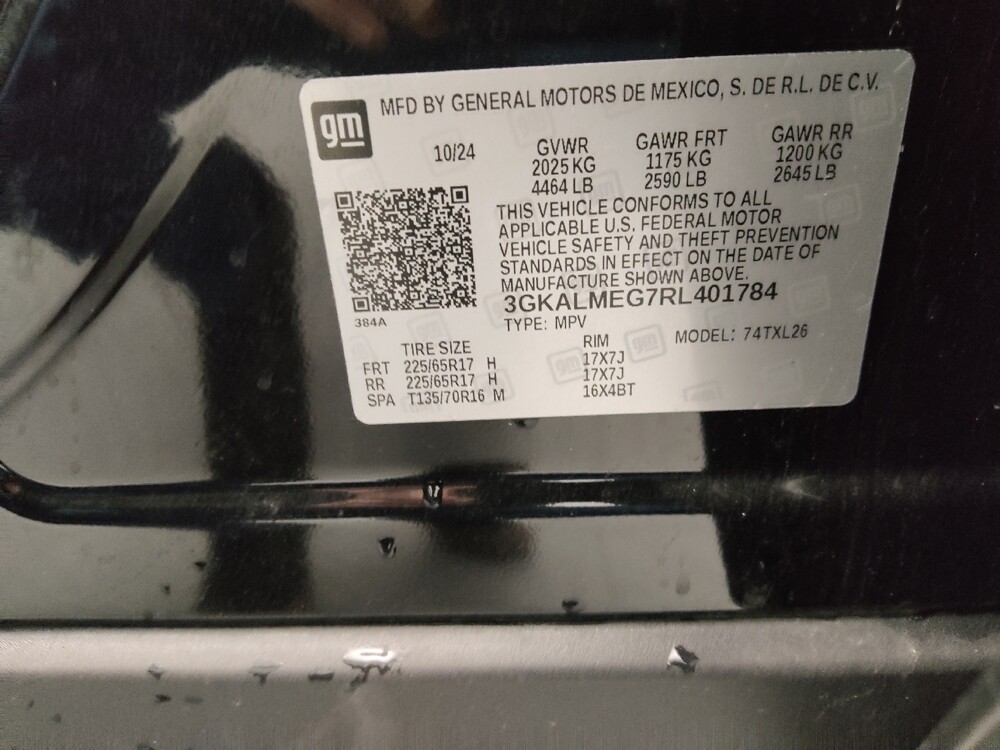 gm MFD BY GENERAL MOTORS DE MEXICO, S. DE R.L. DE C.V.
10/24 GVWR GAWR FRT GAWR RR
2025 KG 1175 KG 1200 KG
4464 LB 2590 LB 2645 LB
THIS VEHICLE CONFORMS TO ALL
APPLICABLE U.S. FEDERAL MOTOR
VEHICLE SAFETY AND THEFT PREVENTION
STANDARDS IN EFFECT ON THE DATE OF
MANUFACTURE SHOWN ABOVE.
3GKALMEG7RL401784
384A
TYPE: MPV MODEL: 74TXL26
TIRE SIZE RIM
FRT 225/65R17 H 17X7J
RR 225/65R17 H 17X7J
SPA T135/70R16 M 16X4BT